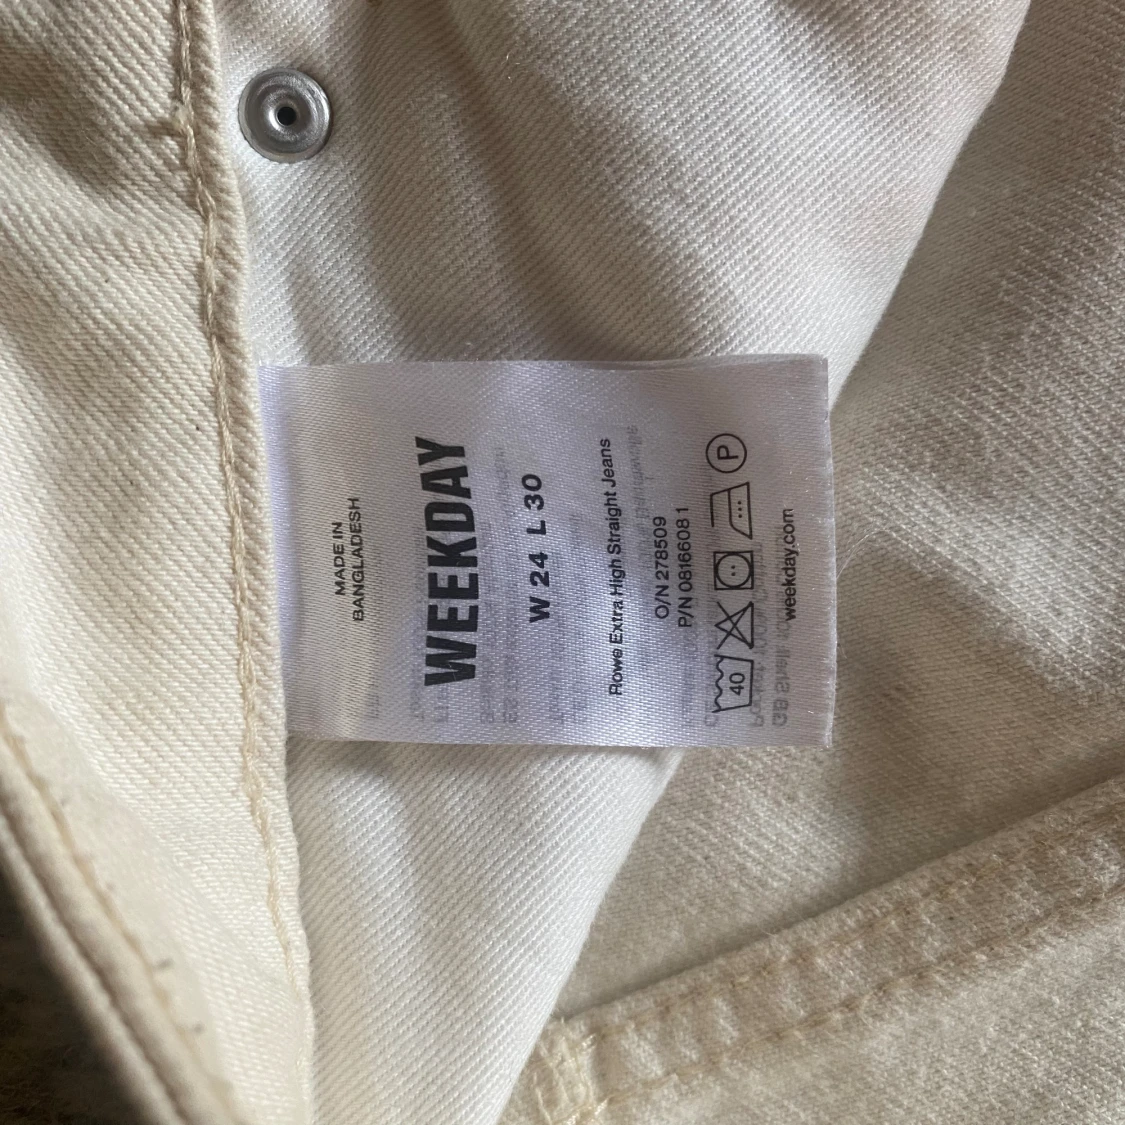 MADE IN
BANGLADESH
WEEKDAY
W 24 L 30
Rowe Extra High Straight Jeans
O/N 278509
P/N 08166081
40 P
weekday.com